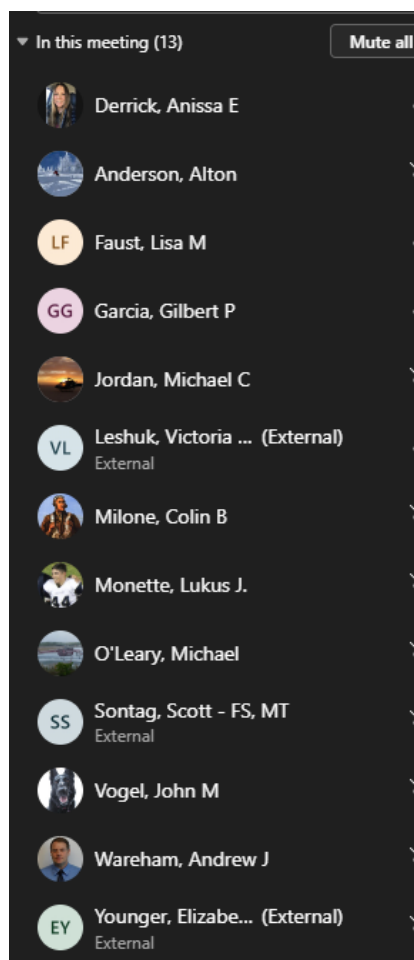 In this meeting (13)
Mute all
Derrick, Anissa E
Anderson, Alton
LF
Faust, Lisa M
GG
Garcia, Gilbert P
Jordan, Michael C
VL
Leshuk, Victoria ... (External)
External
Milone, Colin B
44
Monette, Lukus J.
O'Leary, Michael
SS
Sontag, Scott - FS, MT
External
Vogel, John M
Wareham, Andrew J
EY
Younger, Elizabe... (External)
External